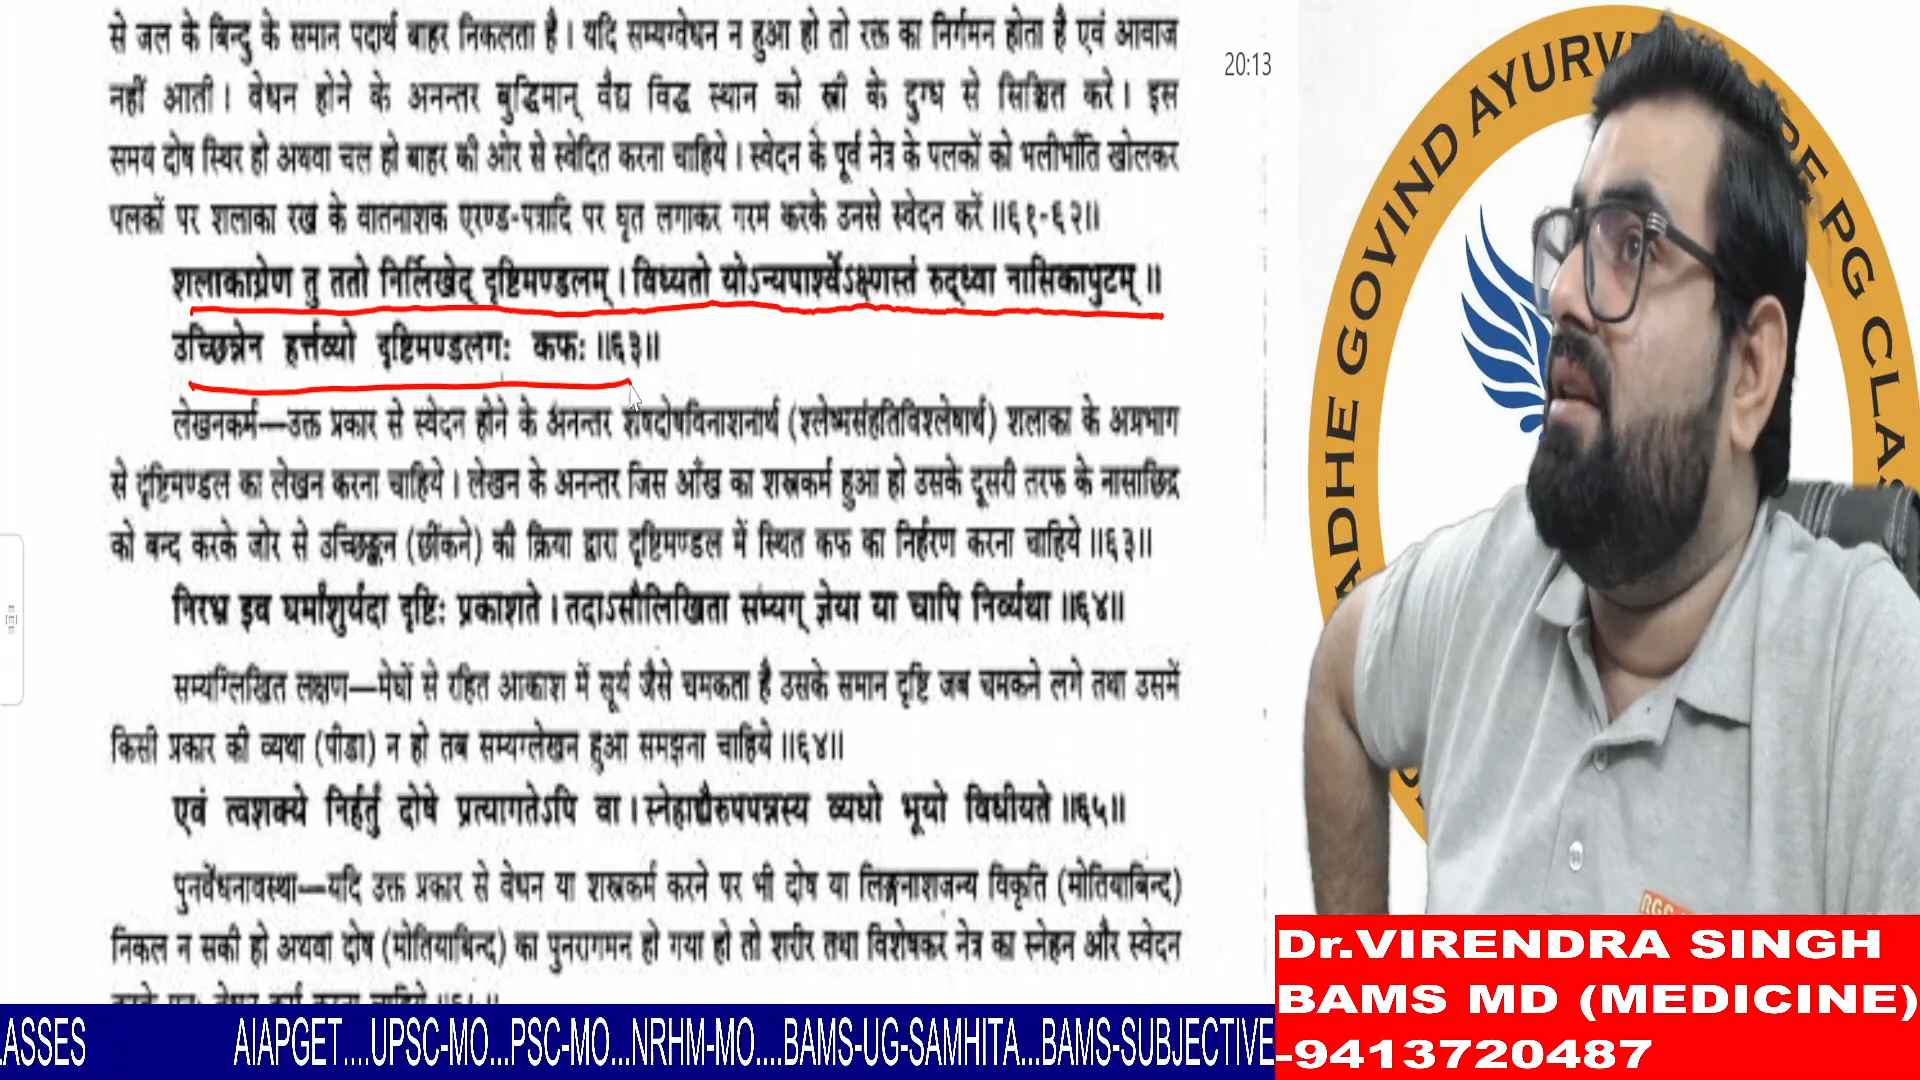 से जल के बिन्दु के समान पदार्थ बाहर निकलता है । यदि सम्यग्वेधन न हुआ हो तो रक्त का निर्गमन होता है एवं आवाज
नहीं आती । वेधन होने के अनन्तर बुद्धिमान् वैद्य विद्ध स्थान को स्त्री के दुग्ध से सिञ्चित करे । इस
समय दोष स्थिर हो अथवा चल हो बाहर की ओर से स्वेदित करना चाहिये । स्वेदन के पूर्व नेत्र के पलकों को भलीभाँति खोलकर
पलकों पर शलाका रख के वातनाशक एरण्ड-पत्रादि पर घृत लगाकर गरम करके उनसे स्वेदन करें ॥६१-६२॥
शलाकाग्रेण तु ततो निर्लिखेद् दृष्टिमण्डलम् । विध्यतो योऽन्यपार्श्वेऽक्ष्णस्तं रुद्ध्वा नासिकापुटम् ॥
उच्छिन्नेन हर्त्तव्यो दृष्टिमण्डलगः कफः ॥६३॥
लेखनकर्म—उक्त प्रकार से स्वेदन होने के अनन्तर शेषदोषविनाशनार्थ (श्लेष्मसंहतिविश्लेषार्थ) शलाका के अग्रभाग
से दृष्टिमण्डल का लेखन करना चाहिये । लेखन के अनन्तर जिस आँख का शस्त्रकर्म हुआ हो उसके दूसरी तरफ के नासाछिद्र
को बन्द करके जोर से उच्छिङ्घन (छींकने) की क्रिया द्वारा दृष्टिमण्डल में स्थित कफ का निर्हरण करना चाहिये ॥६३॥
निरभ्र इव घर्मांशुर्यदा दृष्टिः प्रकाशते । तदाऽसौलिखिता सम्यग् ज्ञेया या चापि निर्व्यथा ॥६४॥
सम्यग्लिखित लक्षण—मेघों से रहित आकाश में सूर्य जैसे चमकता है उसके समान दृष्टि जब चमकने लगे तथा उसमें
किसी प्रकार की व्यथा (पीडा) न हो तब सम्यग्लेखन हुआ समझना चाहिये ॥६४॥
एवं त्वशक्ये निर्हर्तुं दोषे प्रत्यागतेऽपि वा । स्नेहाद्यैरुपपन्नस्य व्यधो भूयो विधीयते ॥६५॥
पुनर्वेधनावस्था—यदि उक्त प्रकार से वेधन या शस्त्रकर्म करने पर भी दोष या लिङ्गनाशजन्य विकृति (मोतियाबिन्द)
निकल न सकी हो अथवा दोष (मोतियाबिन्द) का पुनरागमन हो गया हो तो शरीर तथा विशेषकर नेत्र का स्नेहन और स्वेदन
20:13
RADHE GOVIND AYURVE PG CLAS
Dr.VIRENDRA SINGH
BAMS MD (MEDICINE)
-9413720487
LASSES AIAPGET....UPSC-MO...PSC-MO...NRHM-MO....BAMS-UG-SAMHITA...BAMS-SUBJECTIVE